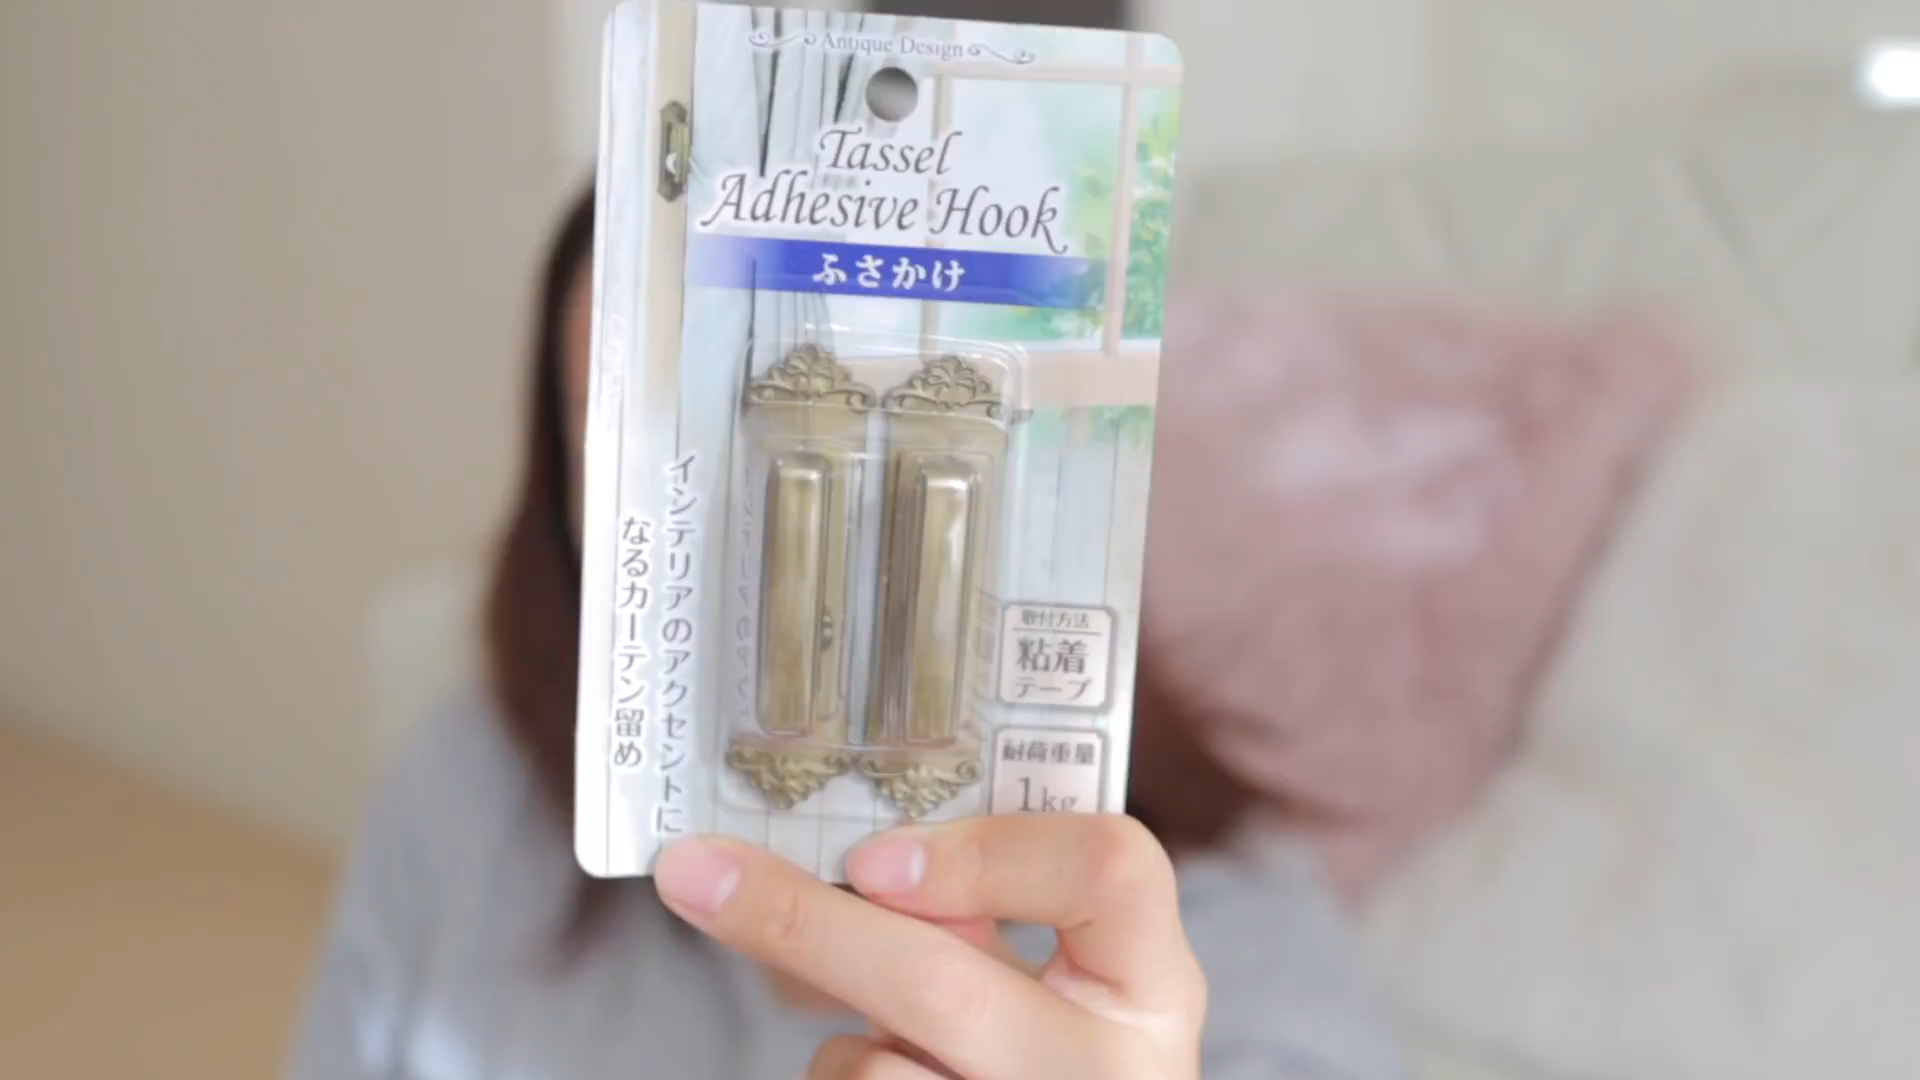 Antique Design
Tassel
Adhesive Hook
ふさかけ
インテリアのアクセントに
なるカーテン留め
取付方法
粘着
テープ
耐荷重量
1kg